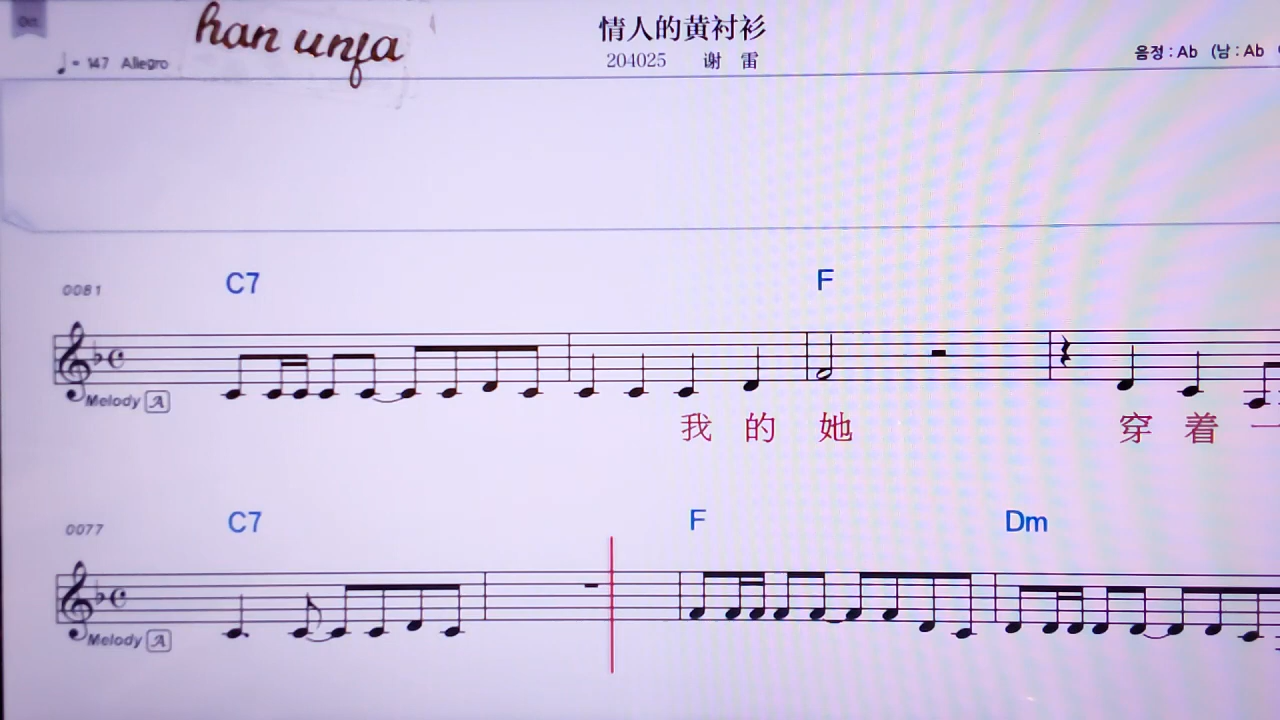 han unfa
情人的黄衬衫
♩= 147 Allegro
204025 谢 雷
음정 : Ab (남 : Ab
C7 F
0081
Melody A
我 的 她 穿 着 一
C7 F Dm
0077
Melody A